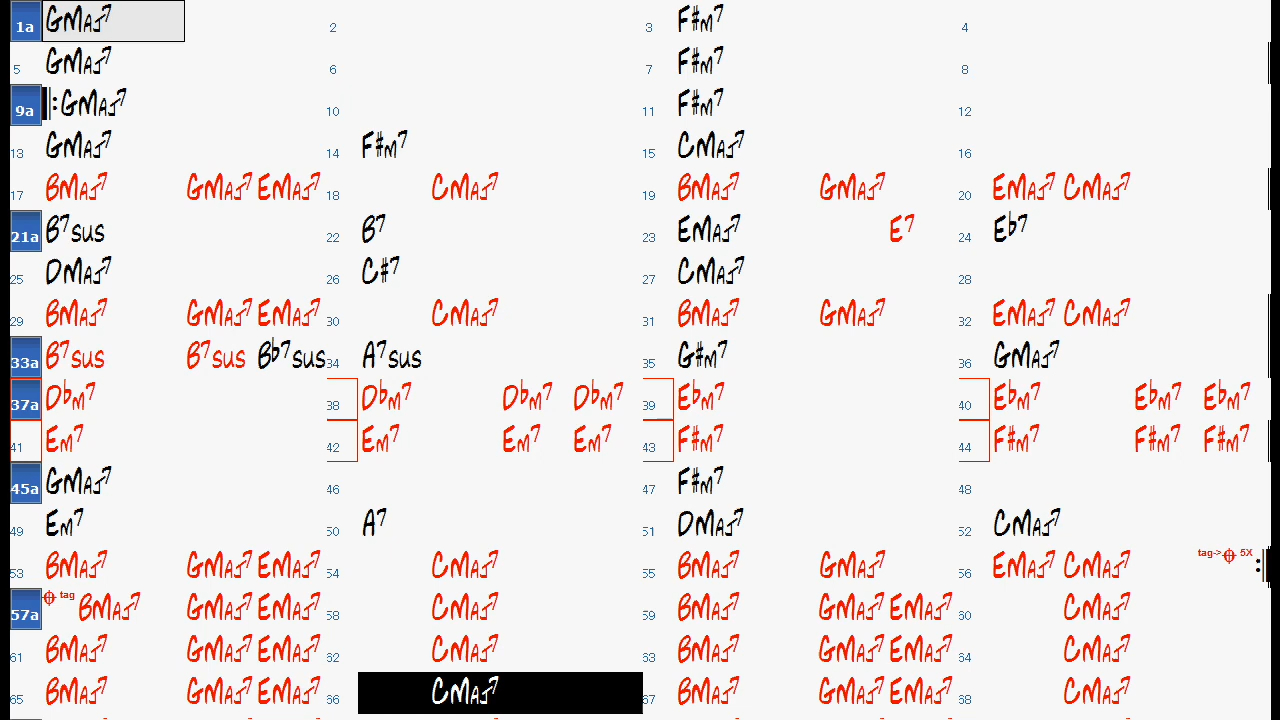 1a GMaj7 2 3 F#m7 4
5 GMaj7 6 7 F#m7 8
9a GMaj7 10 11 F#m7 12
13 GMaj7 14 F#m7 15 CMaj7 16
17 BMaj7 GMaj7 EMaj7 18 CMaj7 19 BMaj7 GMaj7 20 EMaj7 CMaj7
21a B7sus 22 B7 23 EMaj7 E7 24 Eb7
25 DMaj7 26 C#7 27 CMaj7 28
29 BMaj7 GMaj7 EMaj7 30 CMaj7 31 BMaj7 GMaj7 32 EMaj7 CMaj7
33a B7sus B7sus Bb7sus 34 A7sus 35 G#m7 36 GMaj7
37a Dbm7 38 Dbm7 Dbm7 Dbm7 39 Ebm7 40 Ebm7 Ebm7 Ebm7
41 Em7 42 Em7 Em7 Em7 43 F#m7 44 F#m7 F#m7 F#m7
45a GMaj7 46 47 F#m7 48
49 Em7 50 A7 51 DMaj7 52 CMaj7
53 BMaj7 GMaj7 EMaj7 54 CMaj7 55 BMaj7 GMaj7 56 EMaj7 CMaj7 tag-> 5X
57a tag BMaj7 GMaj7 EMaj7 58 CMaj7 59 BMaj7 GMaj7 EMaj7 60 CMaj7
61 BMaj7 GMaj7 EMaj7 62 CMaj7 63 BMaj7 GMaj7 EMaj7 64 CMaj7
65 BMaj7 GMaj7 EMaj7 66 CMaj7 67 BMaj7 GMaj7 EMaj7 68 CMaj7